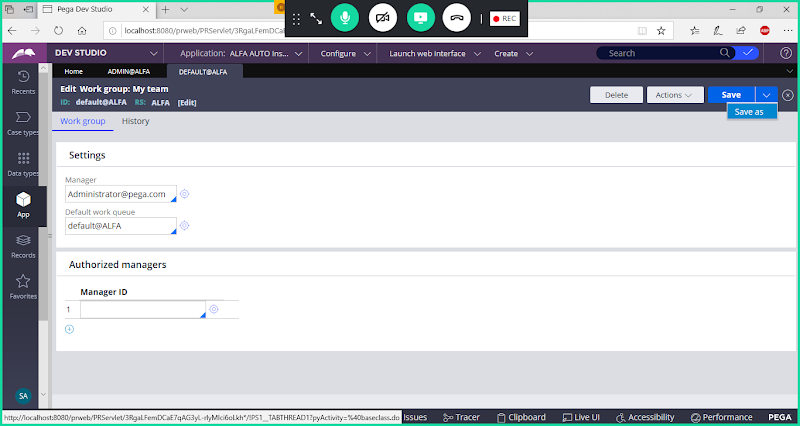 Pega Dev Studio
localhost:8080/prweb/PRServlet/3RgaLFemDCaE
REC
DEV STUDIO
Application: ALFA AUTO Ins...
Configure
Launch web interface
Create
Search
Home
ADMIN@ALFA
DEFAULT@ALFA
Recents
Case types
Data types
App
Records
Favorites
SA
Edit Work group: My team
ID: default@ALFA RS: ALFA [Edit]
Delete
Actions
Save
Save as
Work group
History
Settings
Manager
Administrator@pega.com
Default work queue
default@ALFA
Authorized managers
Manager ID
1
http://localhost:8080/prweb/PRServlet/3RgaLFemDCaE7qAG3yL-rlyMlci6oLkh*/!PS1__TABTHREAD1?pyActivity=%40baseclass.do
Issues
Tracer
Clipboard
Live UI
Accessibility
Performance
PEGA